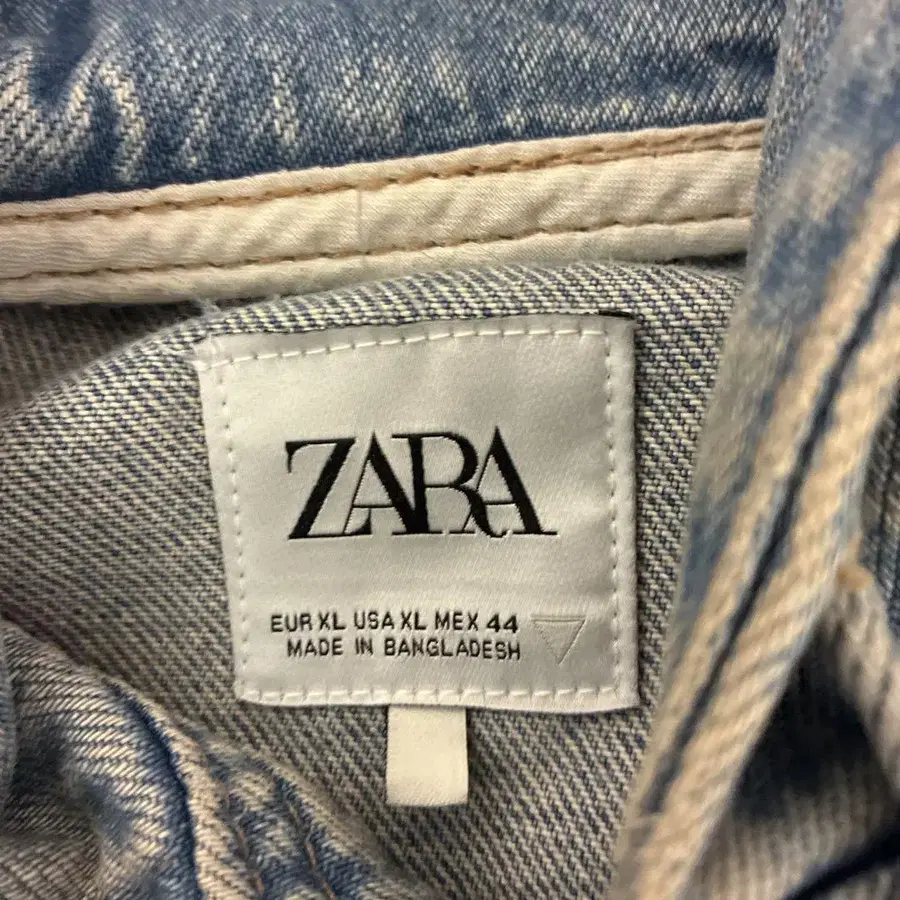 ZARA
EUR XL USA XL MEX 44
MADE IN BANGLADESH